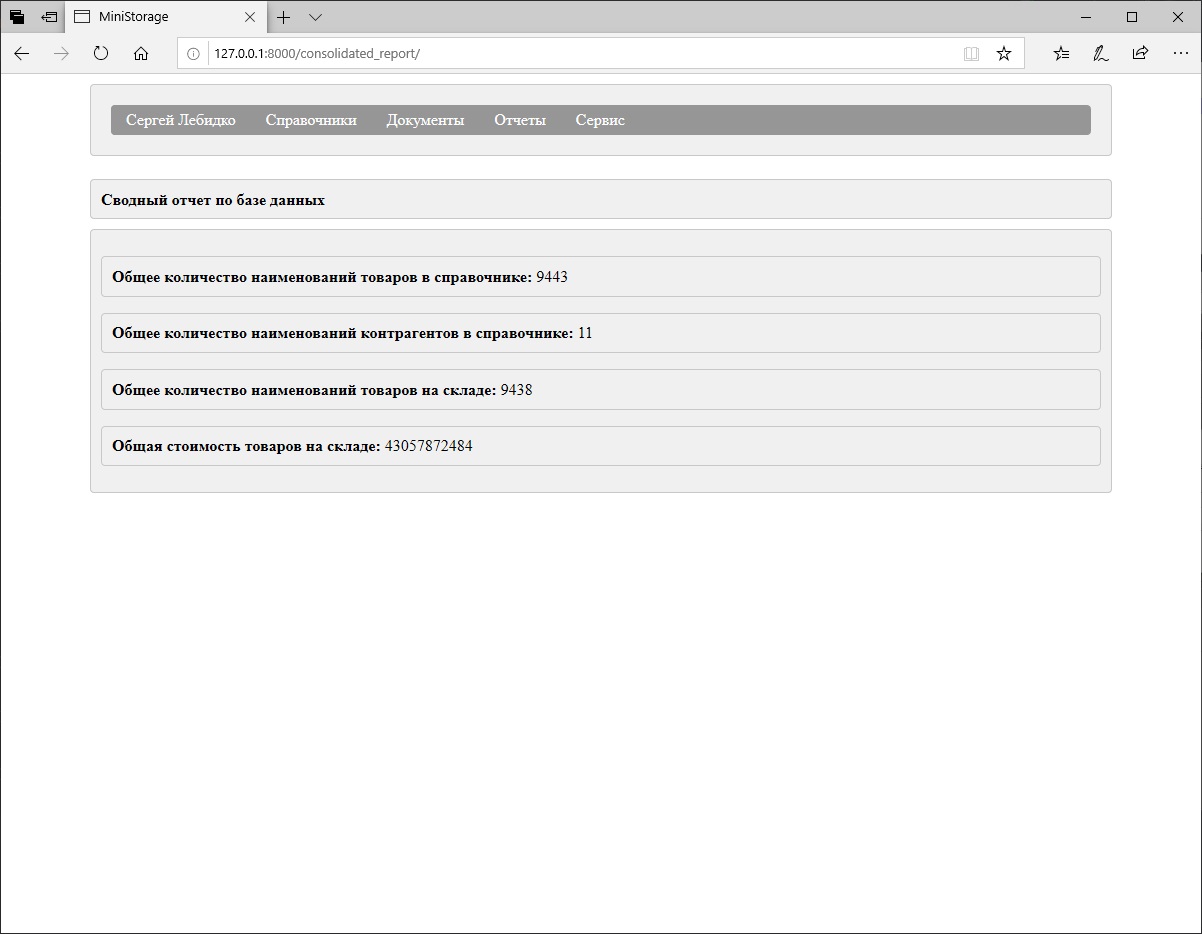 MiniStorage
127.0.0.1:8000/consolidated_report/
Сергей Лебидко Справочники Документы Отчеты Сервис
Сводный отчет по базе данных
Общее количество наименований товаров в справочнике: 9443
Общее количество наименований контрагентов в справочнике: 11
Общее количество наименований товаров на складе: 9438
Общая стоимость товаров на складе: 43057872484